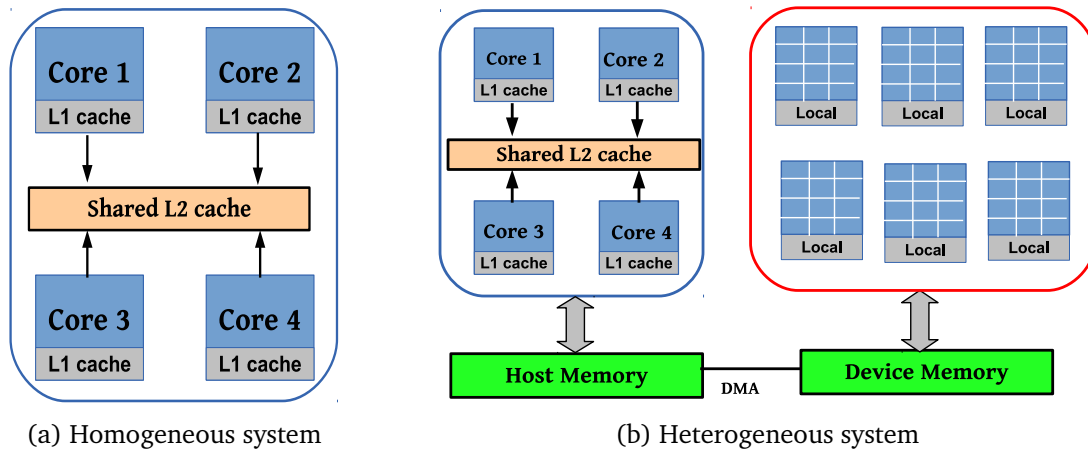 Core 1
L1 cache
Core 2
L1 cache
Shared L2 cache
Core 3
L1 cache
Core 4
L1 cache
(a) Homogeneous system
Core 1
L1 cache
Core 2
L1 cache
Shared L2 cache
Core 3
L1 cache
Core 4
L1 cache
Local
Local
Local
Local
Local
Local
Host Memory
DMA
Device Memory
(b) Heterogeneous system